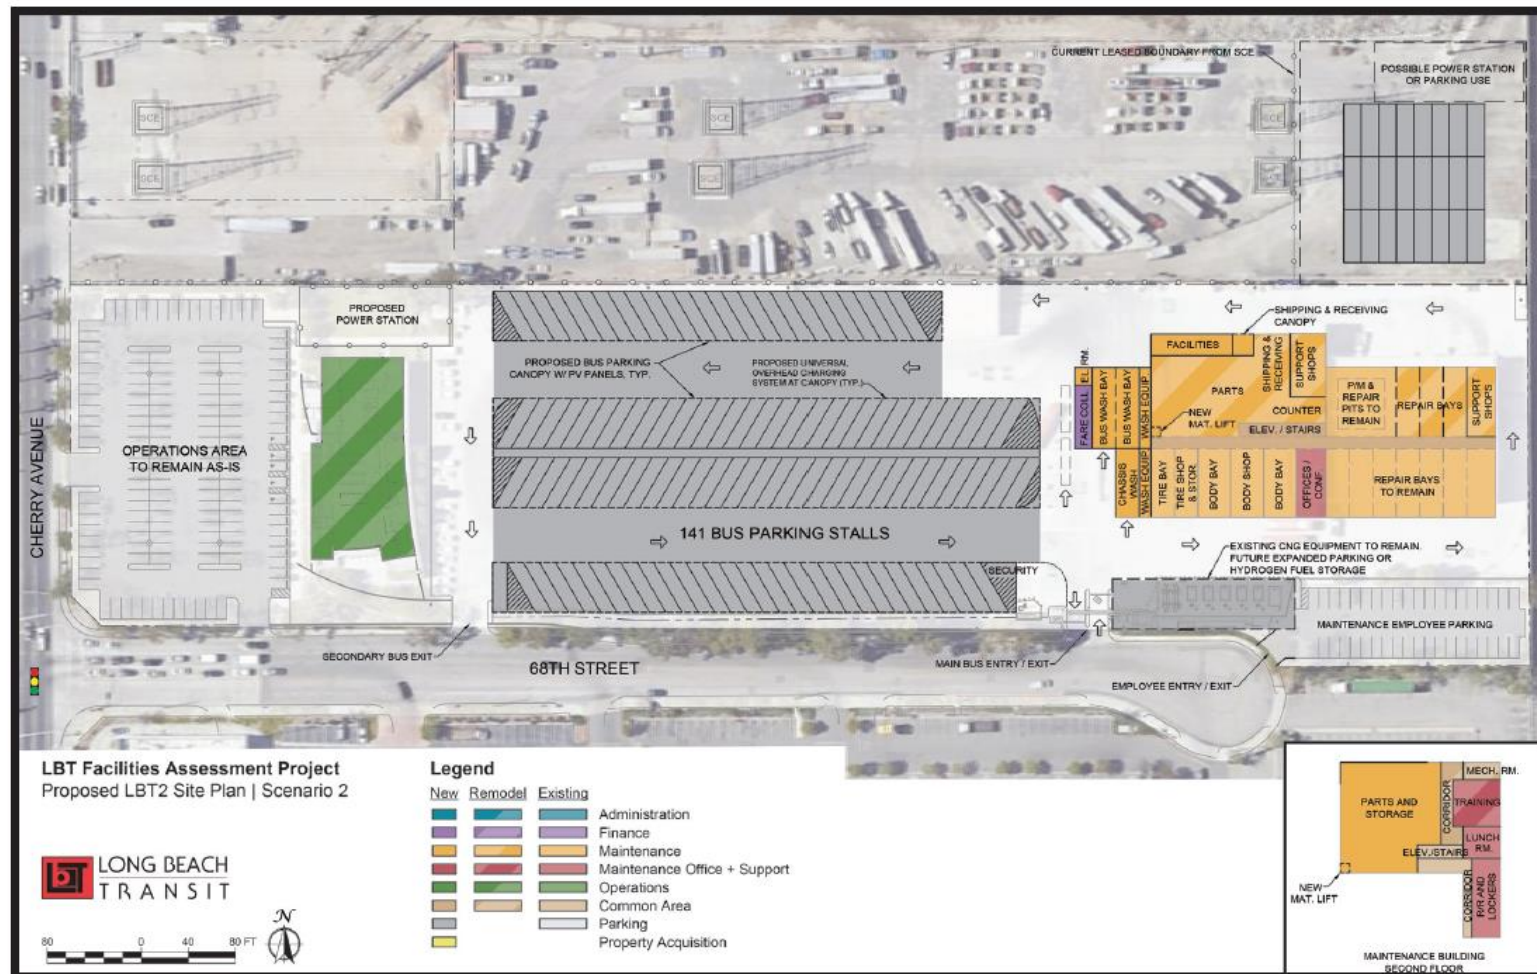 CURRENT LEASED BOUNDARY FROM SCE
POSSIBLE POWER STATION
OR PARKING USE
SCE
SCE
SCE
SCE
SCE
SCE
PROPOSED
POWER STATION
SHIPPING & RECEIVING
CANOPY
PROPOSED BUS PARKING
CANOPY W/ PV PANELS, TYP.
PROPOSED UNIVERSAL
OVERHEAD CHARGING
SYSTEM AT CANOPY (TYP.)
CHERRY AVENUE
OPERATIONS AREA
TO REMAIN AS-IS
EL. RM.
FARE COLL.
BUS WASH BAY
BUS WASH BAY
WASH EQUIP
FACILITIES
SHIPPING &
RECEIVING
SUPPORT
SHOPS
PARTS
COUNTER
NEW
MAT. LIFT
ELEV. / STAIRS
P/M &
REPAIR
PITS TO
REMAIN
REPAIR BAYS
SUPPORT
SHOPS
CHASSIS
WASH
WASH EQUIP
TIRE BAY
TIRE SHOP
& STOR.
BODY BAY
BODY SHOP
BODY BAY
OFFICES /
CONF.
REPAIR BAYS
TO REMAIN
141 BUS PARKING STALLS
SECURITY
EXISTING CNG EQUIPMENT TO REMAIN.
FUTURE EXPANDED PARKING OR
HYDROGEN FUEL STORAGE
MAINTENANCE EMPLOYEE PARKING
SECONDARY BUS EXIT
68TH STREET
MAIN BUS ENTRY / EXIT
EMPLOYEE ENTRY / EXIT
LBT Facilities Assessment Project
Proposed LBT2 Site Plan | Scenario 2
LONG BEACH
TRANSIT
N
80 0 40 80 FT
Legend
New Remodel Existing
Administration
Finance
Maintenance
Maintenance Office + Support
Operations
Common Area
Parking
Property Acquisition
MECH. RM.
PARTS AND
STORAGE
CORRIDOR
TRAINING
LUNCH
RM.
ELEV./STAIRS
NEW
MAT. LIFT
CORRIDOR
R/R AND
LOCKERS
MAINTENANCE BUILDING
SECOND FLOOR